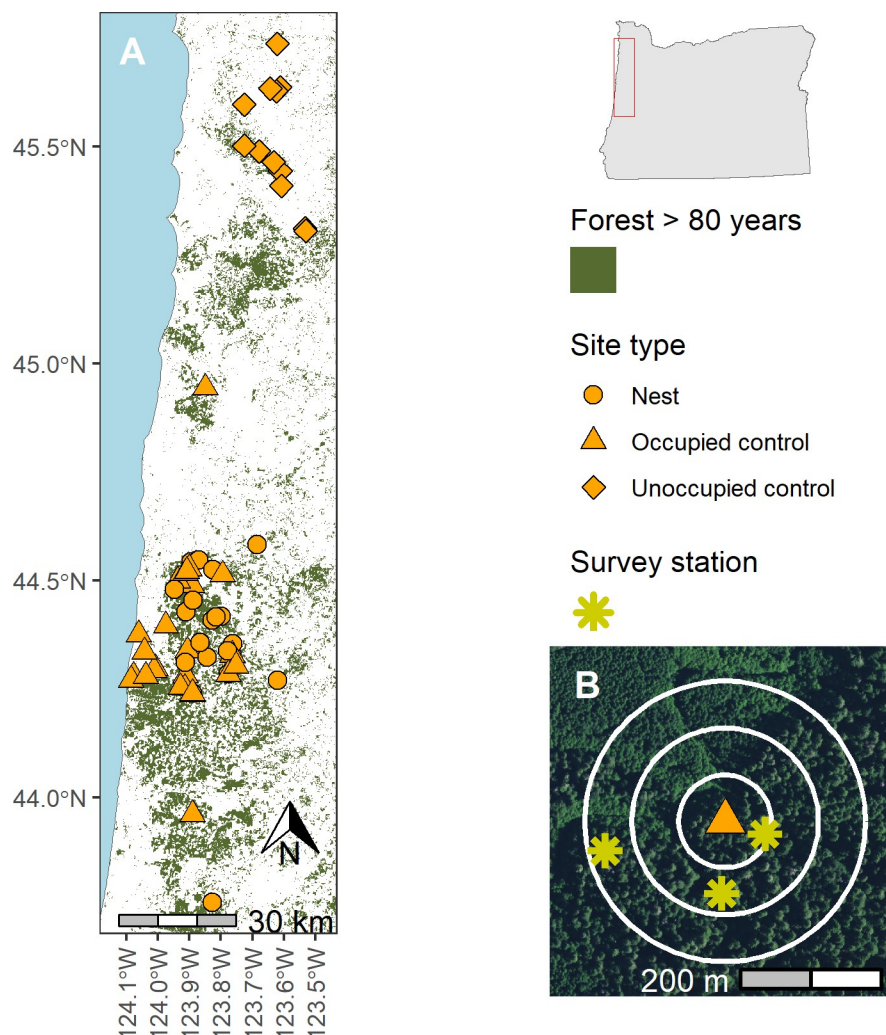 A
45.5°N
45.0°N
44.5°N
44.0°N
N
30 km
124.1°W
124.0°W
123.9°W
123.8°W
123.7°W
123.6°W
123.5°W
Forest > 80 years
Site type
Nest
Occupied control
Unoccupied control
Survey station
B
200 m